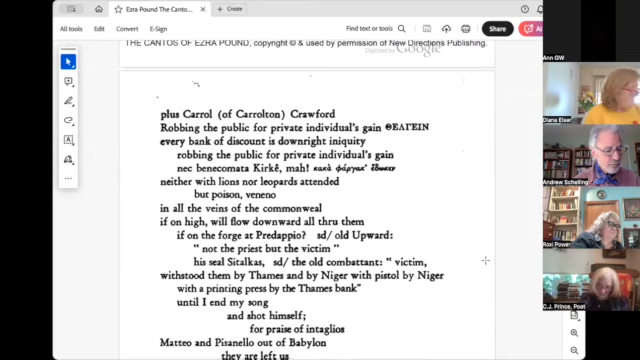 Ezra Pound The Canto...
Create
All tools
Edit
Convert
E-Sign
Find text or tools
Share
AI
THE CANTOS OF EZRA POUND, copyright © & used by permission of New Directions Publishing.
Digitized by Google
plus Carrol (of Carrolton) Crawford
Robbing the public for private individual's gain ΘΕΛΓΕΙΝ
every bank of discount is downright iniquity
robbing the public for private individual's gain
nec benecomata Kirkê, mah! κακὰ φάργακ' ἔδωκεν
neither with lions nor leopards attended
but poison, veneno
in all the veins of the commonweal
if on high, will flow downward all thru them
if on the forge at Predappio? sd/ old Upward:
" not the priest but the victim "
his seal Sitalkas, sd/ the old combattant: " victim,
withstood them by Thames and by Niger with pistol by Niger
with a printing press by the Thames bank"
until I end my song
and shot himself;
for praise of intaglios
Matteo and Pisanello out of Babylon
they are left us
Ann GW
Diana Elser
Andrew Schelling
Roxi Power
C.J. Prince, Post